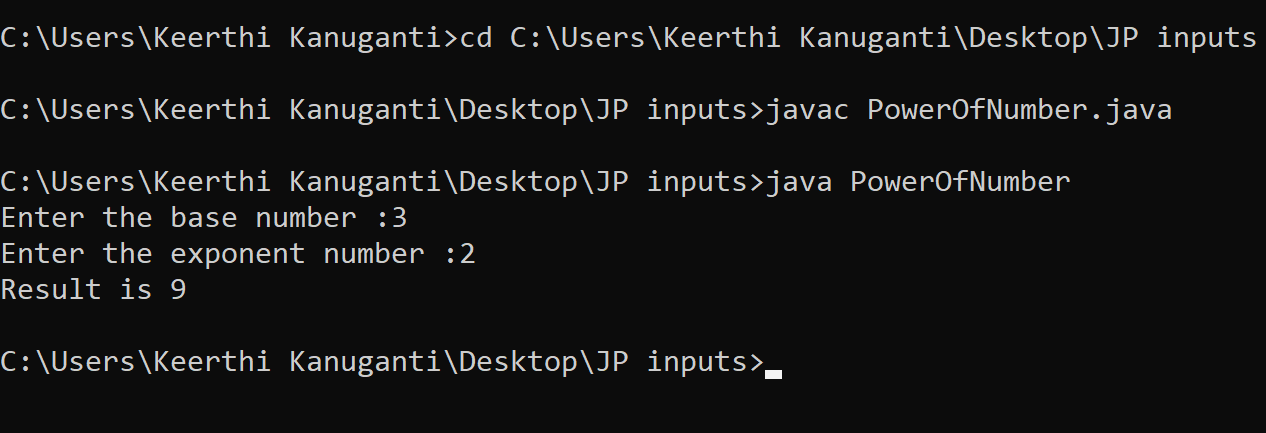 C:\Users\Keerthi Kanuganti>cd C:\Users\Keerthi Kanuganti\Desktop\JP inputs
C:\Users\Keerthi Kanuganti\Desktop\JP inputs>javac PowerOfNumber.java
C:\Users\Keerthi Kanuganti\Desktop\JP inputs>java PowerOfNumber
Enter the base number :3
Enter the exponent number :2
Result is 9
C:\Users\Keerthi Kanuganti\Desktop\JP inputs>